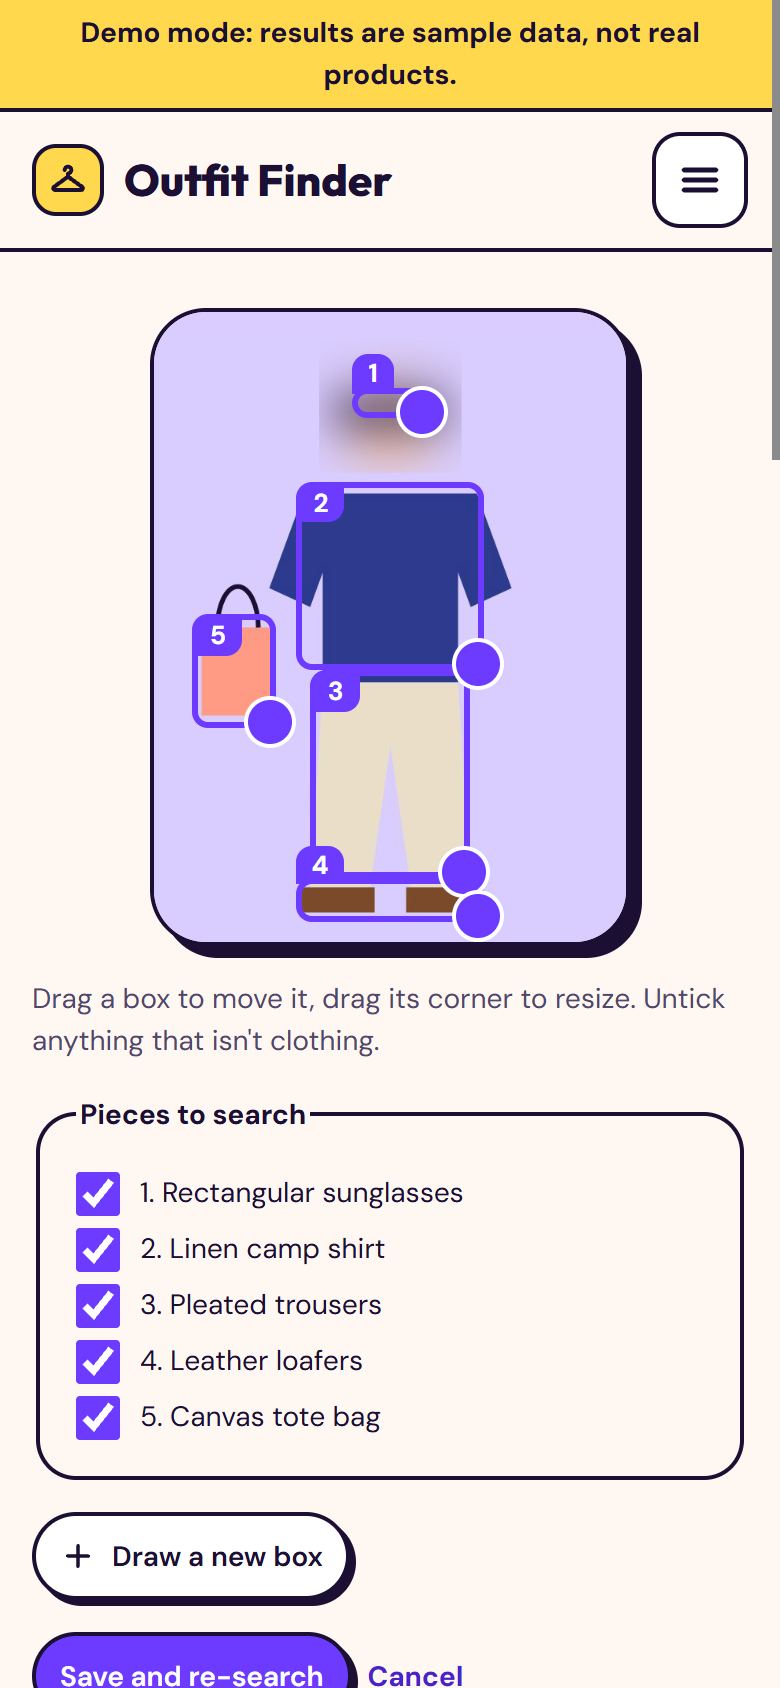 Demo mode: results are sample data, not real
products.
Outfit Finder
1
2
5
3
4
Drag a box to move it, drag its corner to resize. Untick
anything that isn't clothing.
Pieces to search
1. Rectangular sunglasses
2. Linen camp shirt
3. Pleated trousers
4. Leather loafers
5. Canvas tote bag
Draw a new box
Save and re-search Cancel